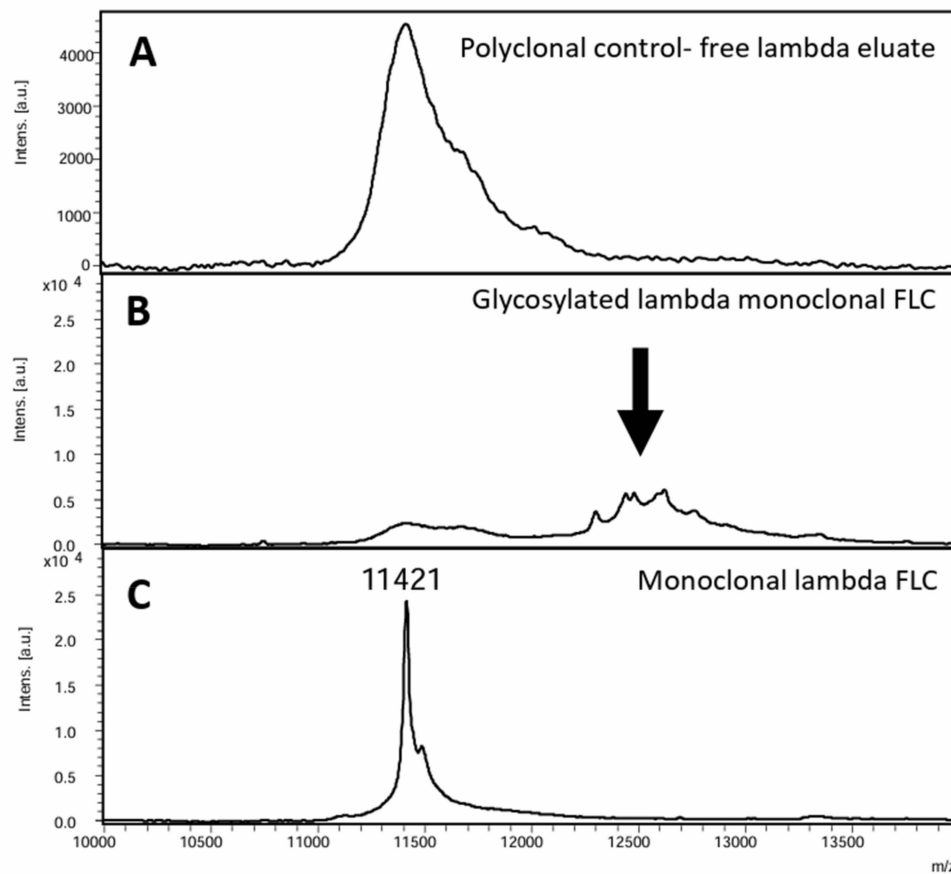 A
Polyclonal control- free lambda eluate
Intens. [a.u.]
4000
3000
2000
1000
0
x10 4
B
Glycosylated lambda monoclonal FLC
Intens. [a.u.]
2.5
2.0
1.5
1.0
0.5
0.0
x10 4
C
11421
Monoclonal lambda FLC
Intens. [a.u.]
2.5
2.0
1.5
1.0
0.5
0.0
10000 10500 11000 11500 12000 12500 13000 13500